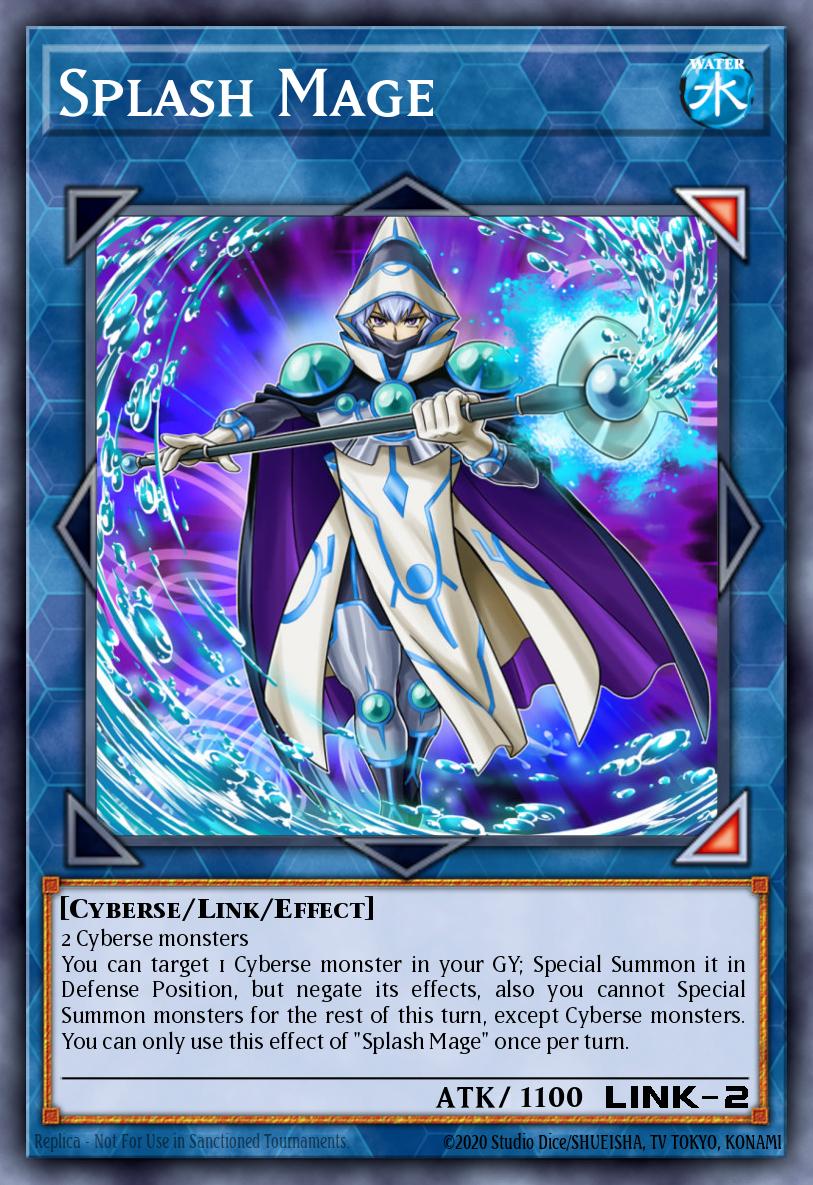 Splash Mage
WATER
水
[Cyberse/Link/Effect]
2 Cyberse monsters
You can target 1 Cyberse monster in your GY; Special Summon it in
Defense Position, but negate its effects, also you cannot Special
Summon monsters for the rest of this turn, except Cyberse monsters.
You can only use this effect of "Splash Mage" once per turn.
ATK/ 1100 LINK-2
Replica - Not For Use in Sanctioned Tournaments.
©2020 Studio Dice/SHUEISHA, TV TOKYO, KONAMI